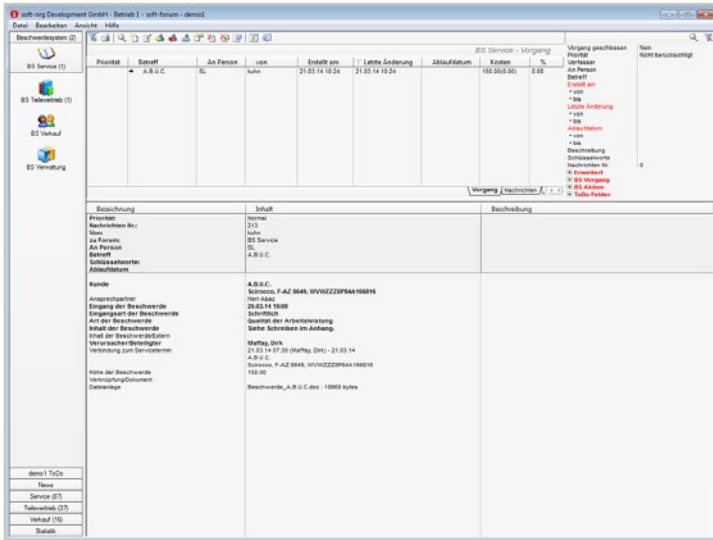 soft-nrg Development GmbH - Betrieb 1 - soft-forum - demo1
Datei Bearbeiten Ansicht Hilfe
Beschwerdesystem (2)
BS Service (1)
BS Teilevertrieb (1)
BS Verkauf
BS Verwaltung
demo1 ToDo
News
Service (87)
Teilevertrieb (37)
Verkauf (16)
Statistik
BS Service - Vorgang
Priorität Betreff An Person von Erstellt am Letzte Änderung Ablaufdatum Kosten %
A.B.U.C. SL kuhn 21.03.14 10:24 21.03.14 10:24 150.00(0.00) 0.00
Vorgang Nachrichten
Vorgang geschlossen Nein
Priorität Nicht berücksichtigt
Verfasser
An Person
Betreff
Erstellt am
von
bis
Letzte Änderung
von
bis
Ablaufdatum
von
bis
Beschreibung
Schlüsselworte
Nachrichten Nr. 0
Erweitert
BS Vorgang
BS Aktion
ToDo Felder
Bezeichnung Inhalt Beschreibung
Priorität: Normal
Nachrichten Nr.: 213
Von: kuhn
zu Forum: BS Service
An Person SL
Betreff A.B.U.C.
Schlüsselworte:
Ablaufdatum
Kunde A.B.U.C.
Scirocco, F-AZ 6649,
Ansprechpartner Herr Abaz
Eingang der Beschwerde 20.03.14 10:00
Eingangsart der Beschwerde Schriftlich
Art der Beschwerde Qualität der Arbeitsleistung
Inhalt der Beschwerde Siehe Schreiben im Anhang.
Inhalt der Beschwerde/Extern
Verursacher/Beteiligter Maffay, Dirk
Verbindung zum Servicetermin 21.03.14 07:30 (Maffay, Dirk) - 21.03.14
A.B.U.C.
Scirocco, F-AZ 6649,
Höhe der Beschwerde 150.00
Verknüpfung/Dokument
Dateianlage Beschwerde_A.B.U.C.doc : 19968 bytes